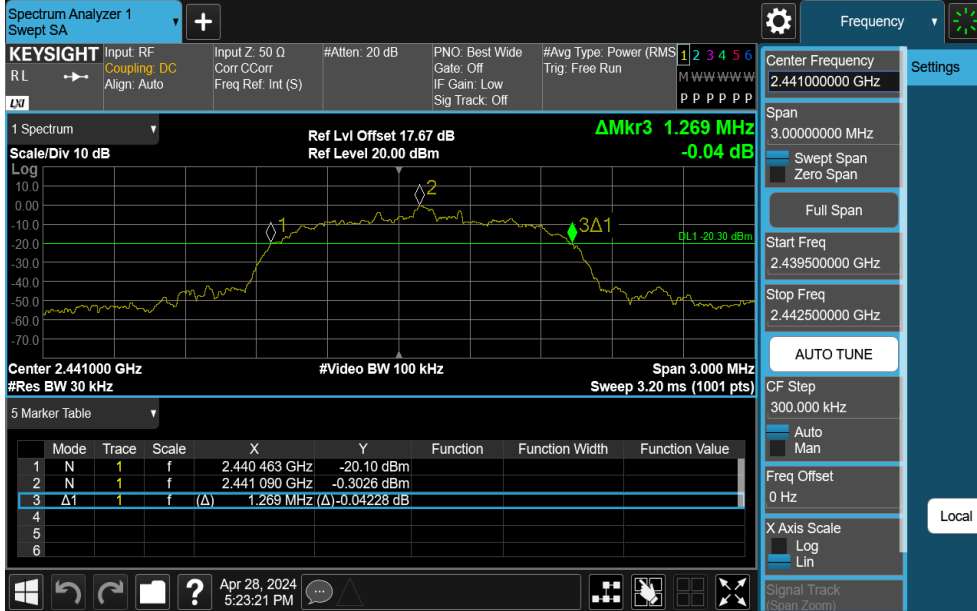 Spectrum Analyzer 1
Swept SA
+
Frequency
KEYSIGHT
R L
LXI
Input: RF
Coupling: DC
Align: Auto
Input Z: 50 Ω
Corr CCorr
Freq Ref: Int (S)
#Atten: 20 dB
PNO: Best Wide
Gate: Off
IF Gain: Low
Sig Track: Off
#Avg Type: Power (RMS
Trig: Free Run
1 2 3 4 5 6
M W W W W W
P P P P P P
1 Spectrum
Scale/Div 10 dB
Ref Lvl Offset 17.67 dB
Ref Level 20.00 dBm
ΔMkr3 1.269 MHz
-0.04 dB
Log
10.0
0.00
-10.0
-20.0
-30.0
-40.0
-50.0
-60.0
-70.0
1
2
3Δ1
DL1 -20.30 dBm
Center 2.441000 GHz
#Video BW 100 kHz
Span 3.000 MHz
#Res BW 30 kHz
Sweep 3.20 ms (1001 pts)
5 Marker Table
Mode Trace Scale X Y Function Function Width Function Value
1 N 1 f 2.440 463 GHz -20.10 dBm
2 N 1 f 2.441 090 GHz -0.3026 dBm
3 Δ1 1 f (Δ) 1.269 MHz (Δ) -0.04228 dB
4
5
6
?
Apr 28, 2024
5:23:21 PM
Center Frequency
2.441000000 GHz
Span
3.00000000 MHz
Swept Span
Zero Span
Full Span
Start Freq
2.439500000 GHz
Stop Freq
2.442500000 GHz
AUTO TUNE
CF Step
300.000 kHz
Auto
Man
Freq Offset
0 Hz
X Axis Scale
Log
Lin
Signal Track
(Span Zoom)
Settings
Local